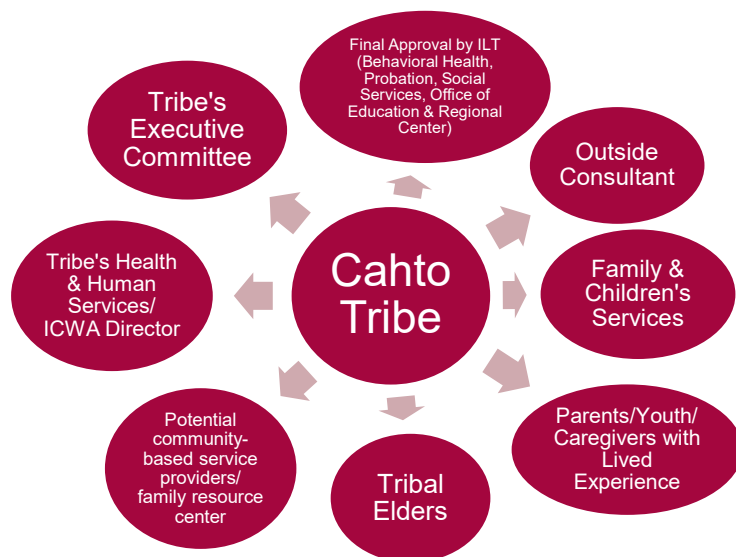 Final Approval by ILT
(Behavioral Health,
Probation, Social
Services, Office of
Education & Regional
Center)
Tribe's
Executive
Committee
Outside
Consultant
Cahto
Tribe
Tribe's Health
& Human
Services/
ICWA Director
Family &
Children's
Services
Potential
community-
based service
providers/
family resource
center
Tribal
Elders
Parents/Youth/
Caregivers with
Lived
Experience